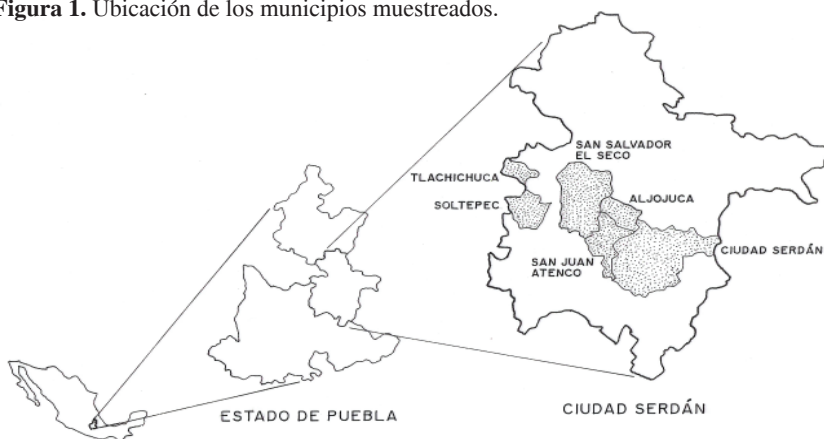 Figura 1. Ubicación de los municipios muestreados.
SAN SALVADOR
EL SECO
TLACHICHUCA
ALJOJUCA
SOLTEPEC
CIUDAD SERDÁN
SAN JUAN
ATENCO
ESTADO DE PUEBLA
CIUDAD SERDÁN